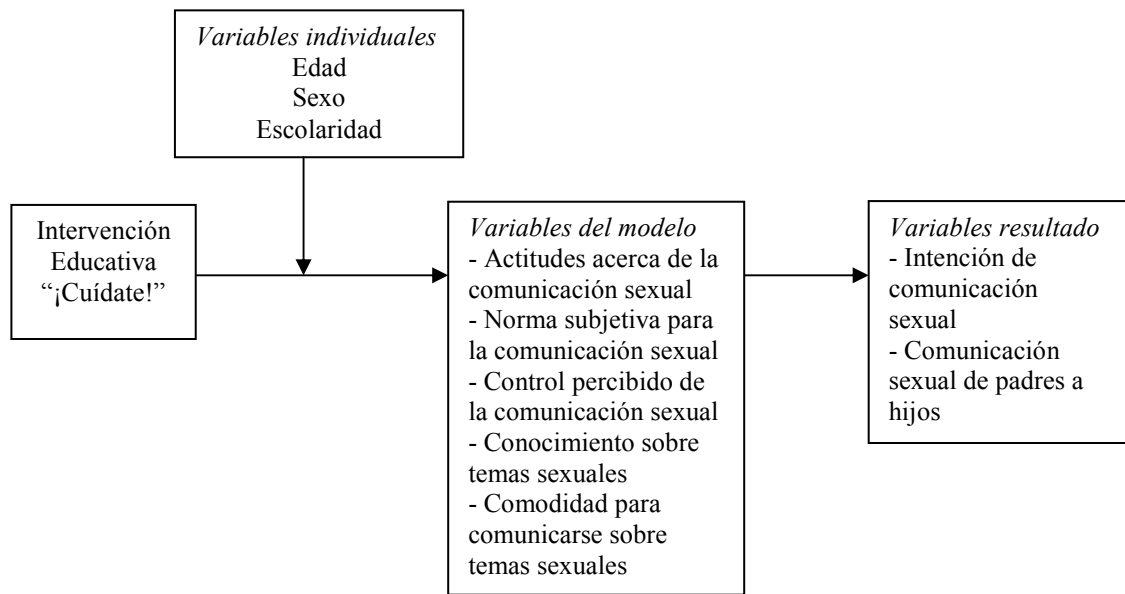 Variables individuales
Edad
Sexo
Escolaridad
Intervención
Educativa
“¡Cuídate!”
Variables del modelo
- Actitudes acerca de la
comunicación sexual
- Norma subjetiva para
la comunicación sexual
- Control percibido de
la comunicación sexual
- Conocimiento sobre
temas sexuales
- Comodidad para
comunicarse sobre
temas sexuales
Variables resultado
- Intención de
comunicación
sexual
- Comunicación
sexual de padres a
hijos